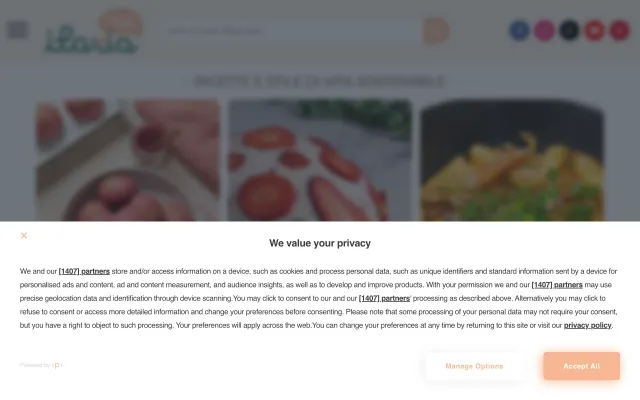 ilaria
RICETTE E STILE DI VITA SOSTENIBILE
We value your privacy
We and our [1407] partners store and/or access information on a device, such as cookies and process personal data, such as unique identifiers and standard information sent by a device for
personalised ads and content, ad and content measurement, and audience insights, as well as to develop and improve products. With your permission we and our [1407] partners may use
precise geolocation data and identification through device scanning.You may click to consent to our and our [1407] partners' processing as described above. Alternatively you may click to
refuse to consent or access more detailed information and change your preferences before consenting. Please note that some processing of your personal data may not require your consent,
but you have a right to object to such processing. Your preferences will apply across the web.You can change your preferences at any time by returning to this site or visit our privacy policy.
Powered by
Manage Options
Accept All